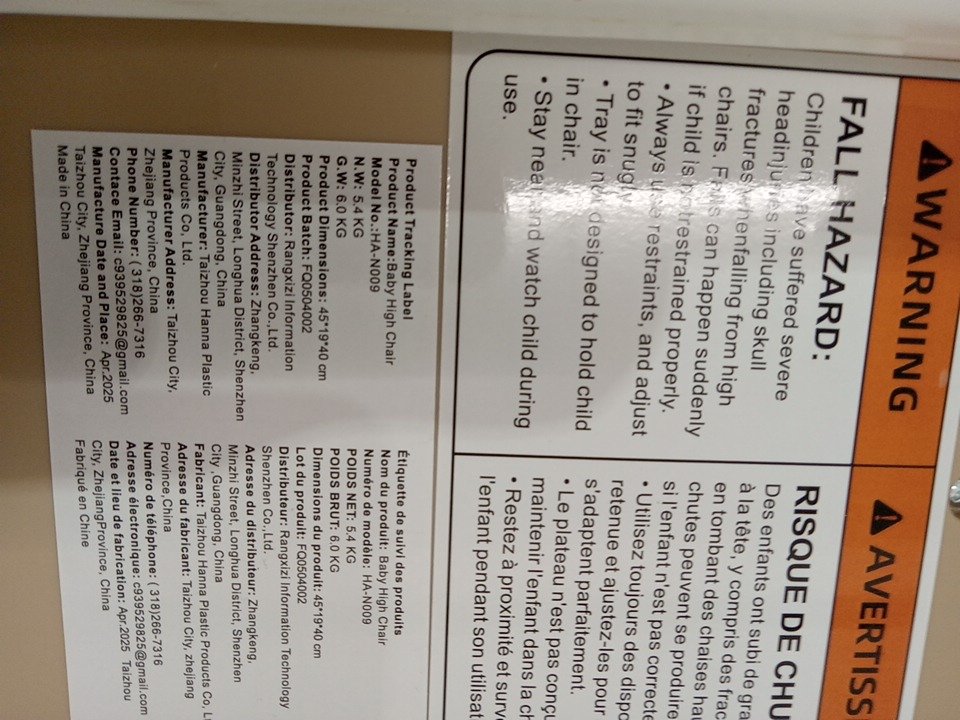 WARNING
FALL HAZARD:
Children have suffered severe
headinjuries including skull
fractures whenfalling from high
chairs. Falls can happen suddenly
if child is not restrained properly.
• Always use restraints, and adjust
to fit snugly
• Tray is not designed to hold child
in chair.
• Stay near and watch child during
use.
AVERTISS
RISQUE DE CHU
Des enfants ont subi de gra
à la tête, y compris des frac
en tombant des chaises hau
chutes peuvent se produire
si l'enfant n'est pas correcte
• Utilisez toujours des dispo
retenue et ajustez-les pour
s'adaptent parfaitement.
• Le plateau n'est pas conçu
maintenir l'enfant dans la ch
• Restez à proximité et surve
l'enfant pendant son utilisat
Product Tracking Label
Product Name:Baby High Chair
Model No.:HA-N009
N.W: 5.4 KG
G.W: 6.0 KG
Product Dimensions: 45*19*40 cm
Product Batch: FQ0504002
Distributor: Rangxizi Information
Technology Shenzhen Co.,Ltd.
Distributor Address: Zhangkeng,
Minzhi Street, Longhua District, Shenzhen
City, Guangdong, China
Manufacturer: Taizhou Hanna Plastic
Products Co, Ltd.
Manufacturer Address: Taizhou City,
Zhejiang Province, China
Phone Number: ( 318)266-7316
Contace Email: c939529825@gmail.com
Manufacture Date and Place: Apr.2025
Taizhou City, Zhejiang Province, China
Made in China
Étiquette de suivi des produits
Nom du produit: Baby High Chair
Numéro de modèle: HA-N009
POIDS NET: 5.4 KG
POIDS BRUT: 6.0 KG
Dimensions du produit: 45*19*40 cm
Lot du produit: FQ0504002
Distributeur: Rangxizi Information Technology
Shenzhen Co.,Ltd.
Adresse du distributeur: Zhangkeng,
Minzhi Street, Longhua District, Shenzhen
City ,Guangdong, China
Fabricant: Taizhou Hanna Plastic Products Co, Lt
Adresse du fabricant: Taizhou City, zhejiang
Province,China
Numéro de téléphone: ( 318)266-7316
Adresse électronique: c939529825@gmail.com
Date et lieu de fabrication: Apr.2025 Taizhou
City, ZhejiangProvince, China
Fabriqué en Chine